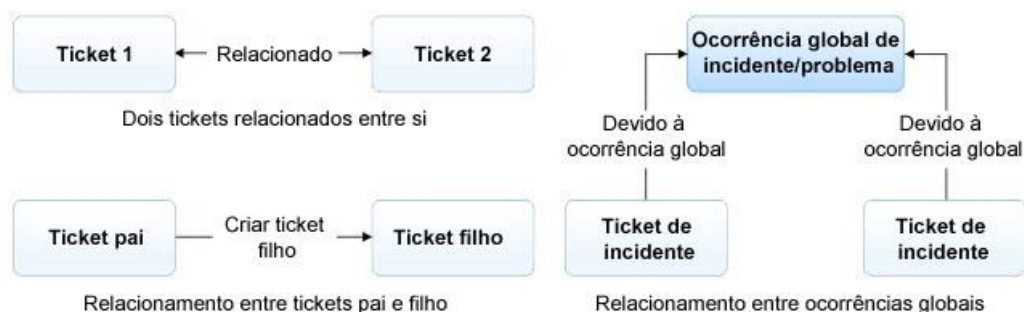 Ticket 1
Relacionado
Ticket 2
Dois tickets relacionados entre si
Ticket pai
Criar ticket
filho
Ticket filho
Relacionamento entre tickets pai e filho
Ocorrência global de
incidente/problema
Devido à
ocorrência global
Devido à
ocorrência global
Ticket de
incidente
Ticket de
incidente
Relacionamento entre ocorrências globais